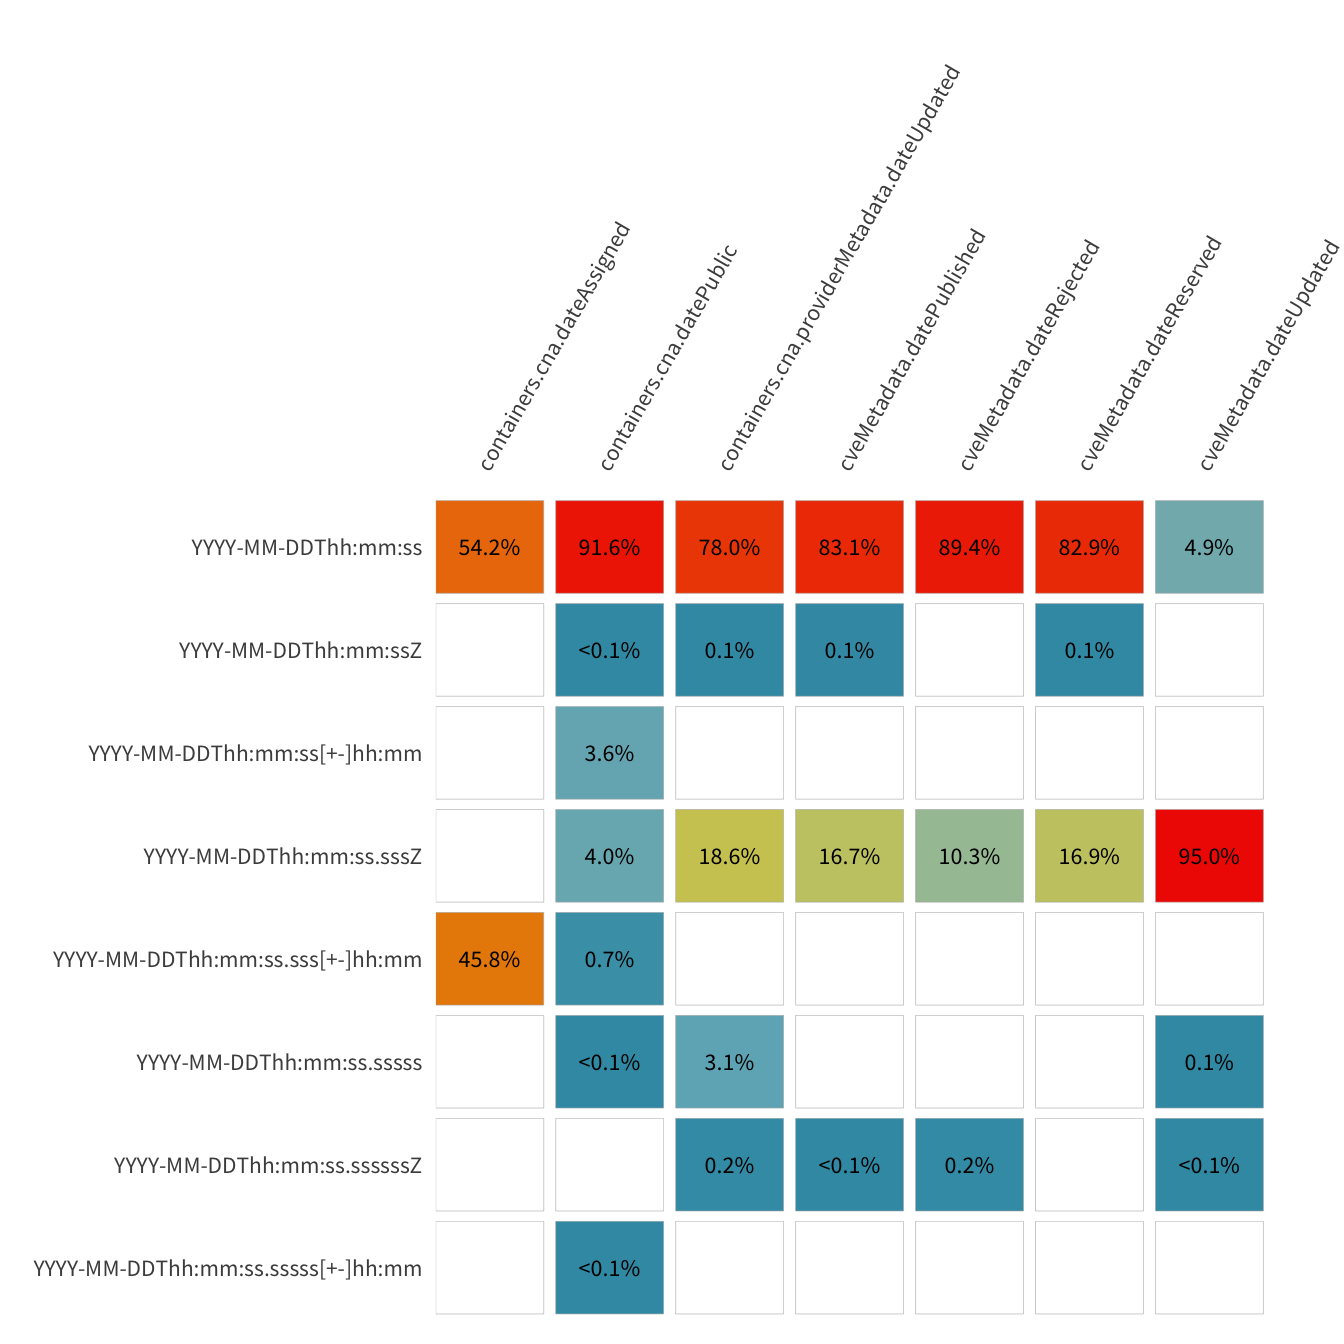 containers.cna.dateAssigned
containers.cna.datePublic
containers.cna.providerMetadata.dateUpdated
cveMetadata.datePublished
cveMetadata.dateRejected
cveMetadata.dateReserved
cveMetadata.dateUpdated
YYYY-MM-DDThh:mm:ss 54.2% 91.6% 78.0% 83.1% 89.4% 82.9% 4.9%
YYYY-MM-DDThh:mm:ssZ <0.1% 0.1% 0.1% 0.1%
YYYY-MM-DDThh:mm:ss[+-]hh:mm 3.6%
YYYY-MM-DDThh:mm:ss.sssZ 4.0% 18.6% 16.7% 10.3% 16.9% 95.0%
YYYY-MM-DDThh:mm:ss.sss[+-]hh:mm 45.8% 0.7%
YYYY-MM-DDThh:mm:ss.sssss <0.1% 3.1% 0.1%
YYYY-MM-DDThh:mm:ss.ssssssZ 0.2% <0.1% 0.2% <0.1%
YYYY-MM-DDThh:mm:ss.sssss[+-]hh:mm <0.1%